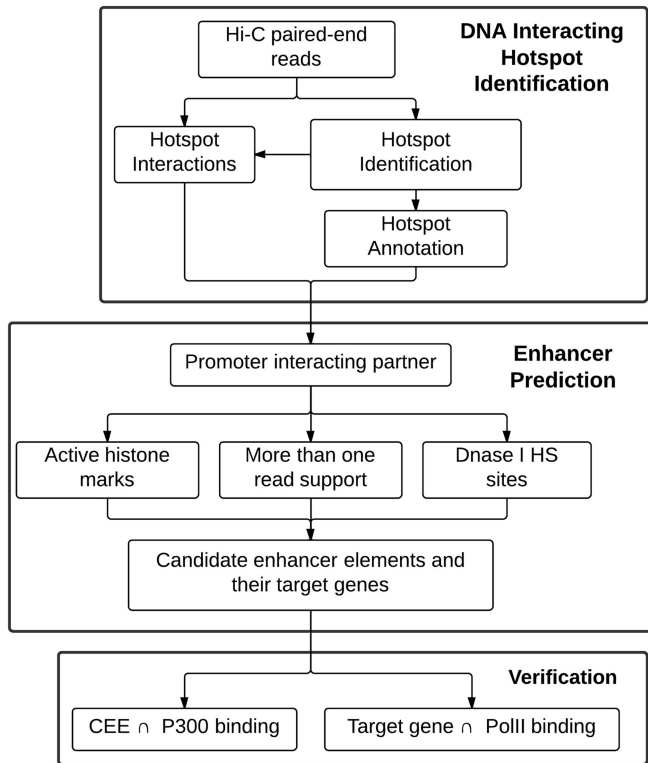 Hi-C paired-end
reads
DNA Interacting
Hotspot
Identification
Hotspot
Interactions
Hotspot
Identification
Hotspot
Annotation
Promoter interacting partner
Enhancer
Prediction
Active histone
marks
More than one
read support
Dnase I HS
sites
Candidate enhancer elements and
their target genes
Verification
CEE ∩ P300 binding
Target gene ∩ PolII binding